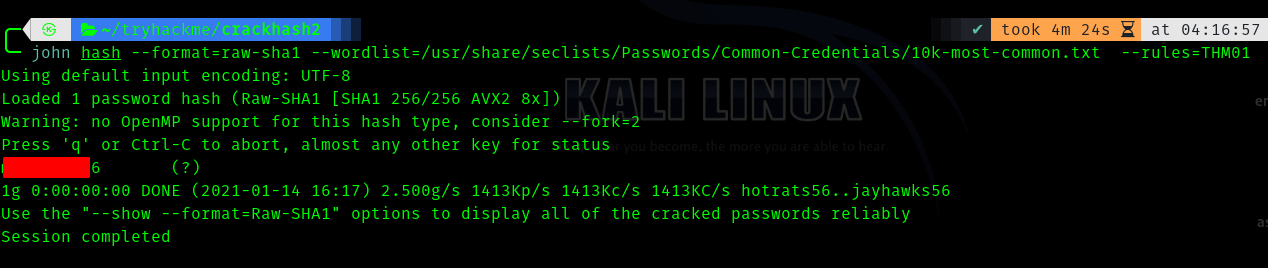 ~/tryhackme/crackhash2 ✔ took 4m 24s at 04:16:57
john hash --format=raw-sha1 --wordlist=/usr/share/seclists/Passwords/Common-Credentials/10k-most-common.txt --rules=THM01
Using default input encoding: UTF-8
Loaded 1 password hash (Raw-SHA1 [SHA1 256/256 AVX2 8x])
KALI LINUX
Warning: no OpenMP support for this hash type, consider --fork=2
Press 'q' or Ctrl-C to abort, almost any other key for status
you become, the more you are able to hear
6 (?)
1g 0:00:00:00 DONE (2021-01-14 16:17) 2.500g/s 1413Kp/s 1413Kc/s 1413KC/s hotrats56..jayhawks56
Use the "--show --format=Raw-SHA1" options to display all of the cracked passwords reliably
Session completed